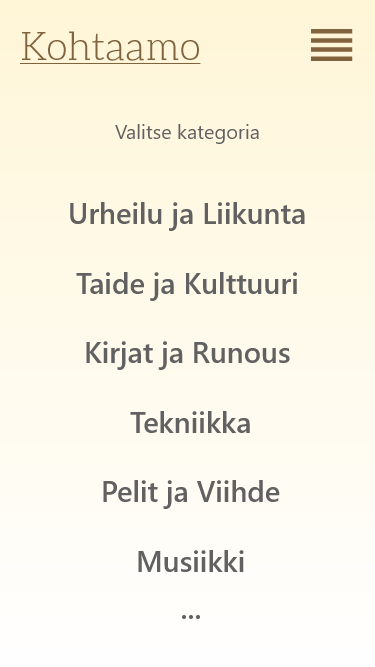 Kohtaamo
Valitse kategoria
Urheilu ja Liikunta
Taide ja Kulttuuri
Kirjat ja Runous
Tekniikka
Pelit ja Viihde
Musiikki
...